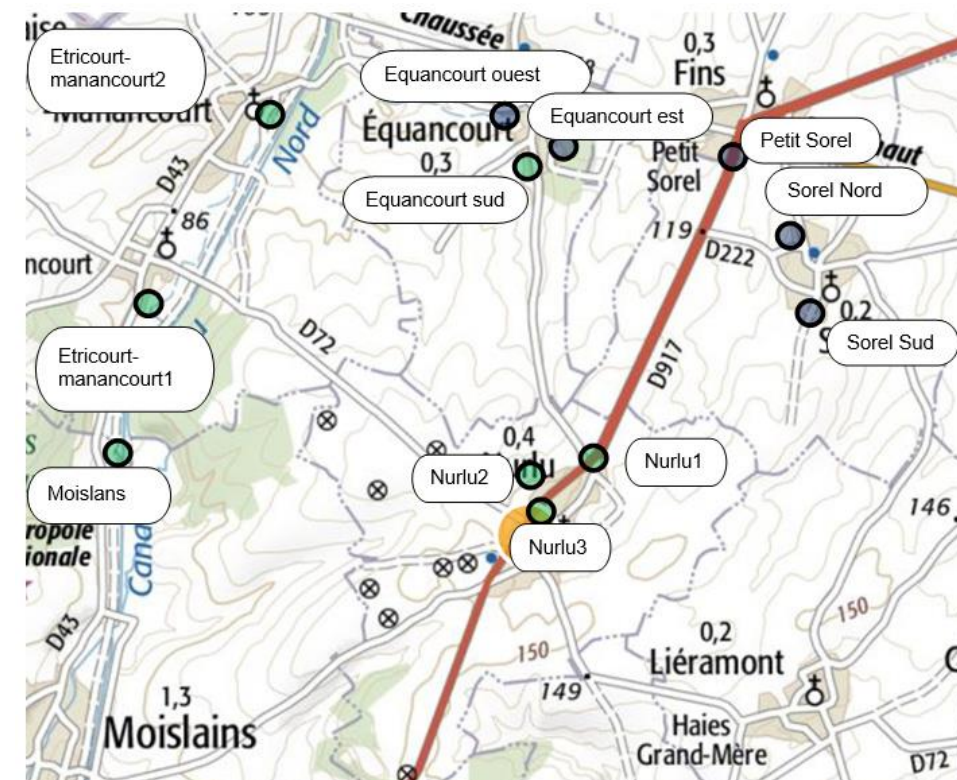 Chaussée
103
Etricourt-
manancourt2
Manancourt
Nord
Equancourt ouest
Equancourt est
Équancourt
0,3
Equancourt sud
0,3
Fins
Petit Sorel
Petit
Sorel
Sorel Nord
119
D222
D43
86
ncourt
0,2
Sorel Sud
Etricourt-
manancourt1
D72
D917
0,4
Nurlu1
Nurlu2
Moislans
146
Nurlu3
ropole
ionale
D43
150
0,2
Liéramont
150
149
1,3
Moislains
Haies
Grand-Mère
D72